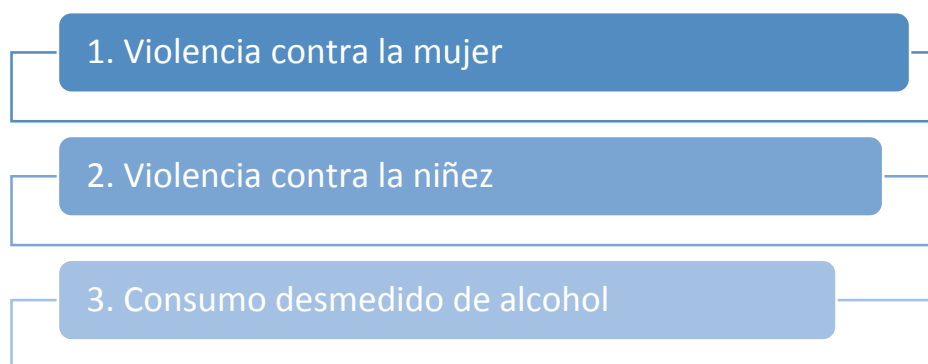 1. Violencia contra la mujer
2. Violencia contra la niñez
3. Consumo desmedido de alcohol